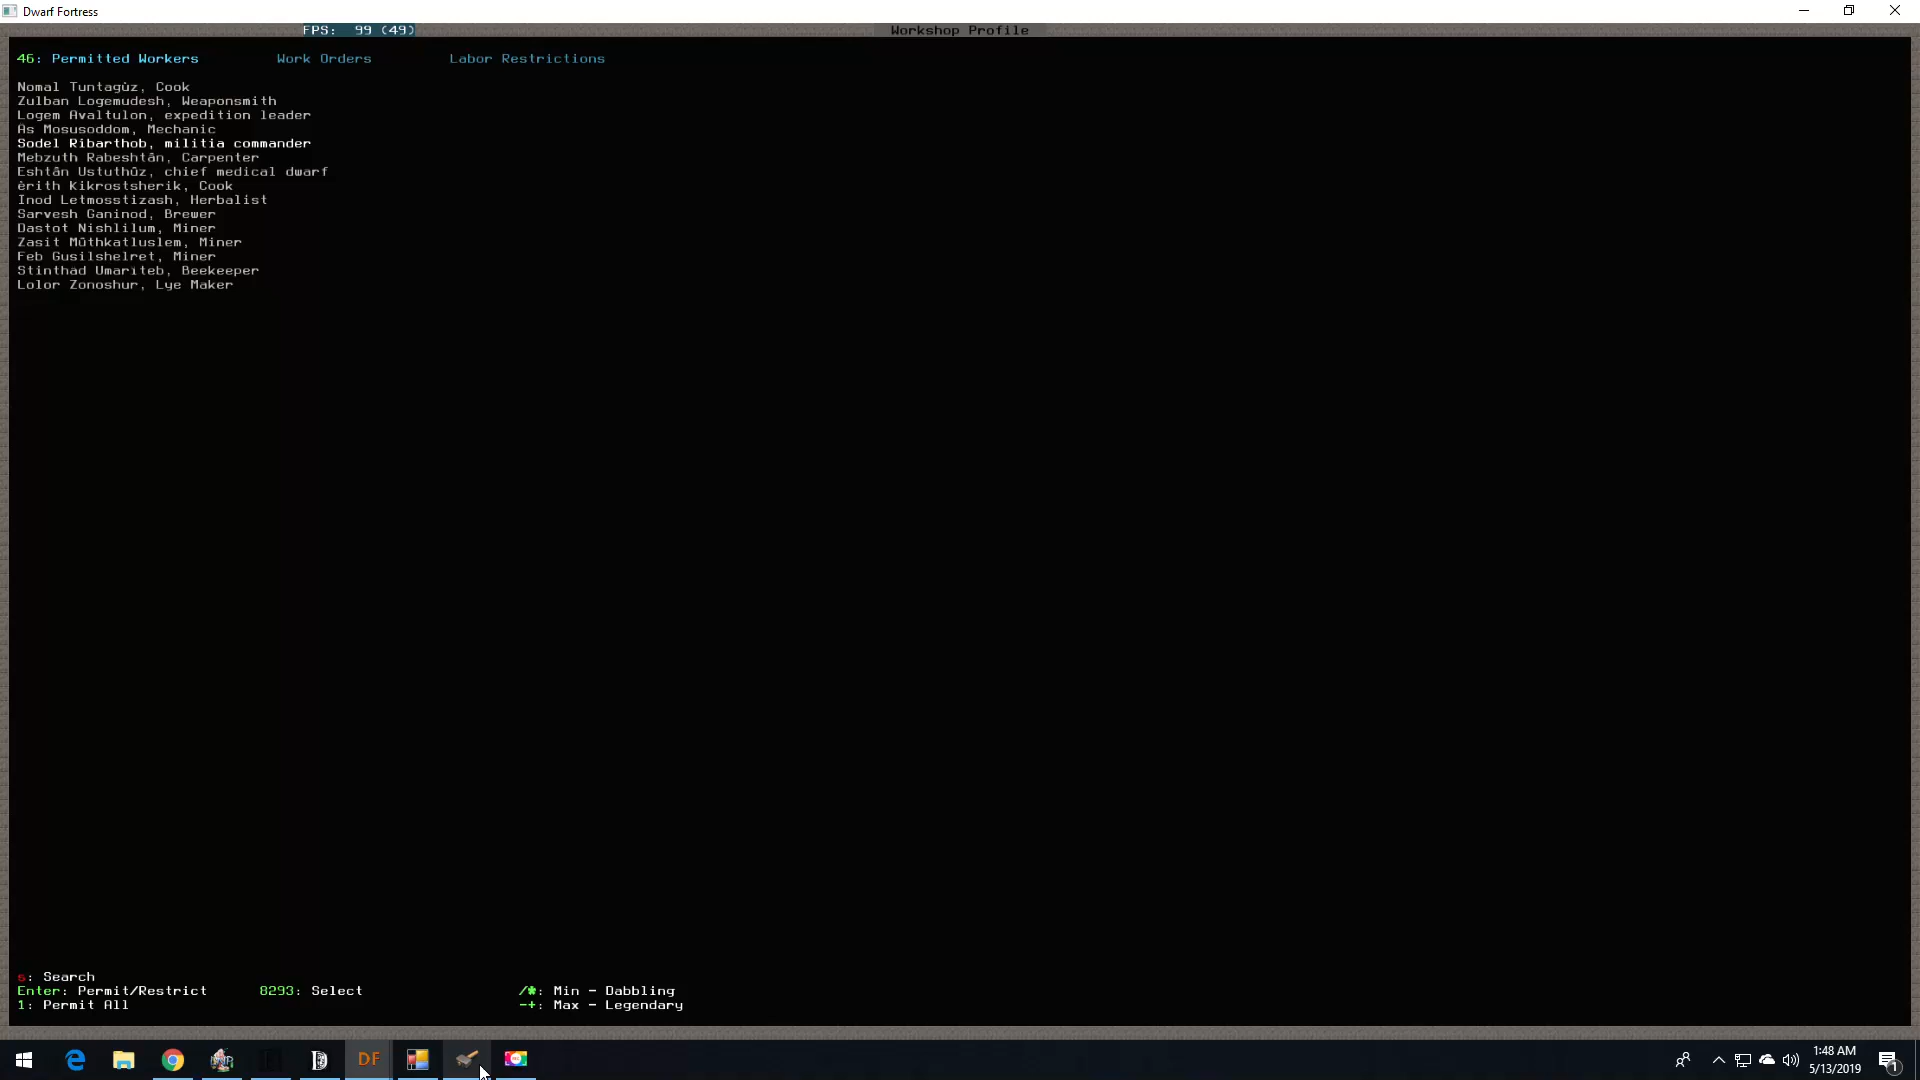 Dwarf Fortress
FPS: 99 (49)
Workshop Profile
46: Permitted Workers Work Orders Labor Restrictions
Nomal Tuntagùz, Cook
Zulban Logemudesh, Weaponsmith
Logem Avaltulon, expedition leader
As Mosusoddom, Mechanic
Sodel Rîbarthob, militia commander
Mebzuth Rabeshtân, Carpenter
Eshtân Ustuthûz, chief medical dwarf
èrith Kikrostsherik, Cook
Inod Letmosstizash, Herbalist
Sarvesh Ganinod, Brewer
Dastot Nishlilum, Miner
Zasit Mûthkatluslem, Miner
Feb Gusilshelret, Miner
Stinthäd Umariteb, Beekeeper
Lolor Zonoshur, Lye Maker
s: Search
Enter: Permit/Restrict 8293: Select /*: Min - Dabbling
1: Permit All -+: Max - Legendary
DF
1:48 AM
5/13/2019
1